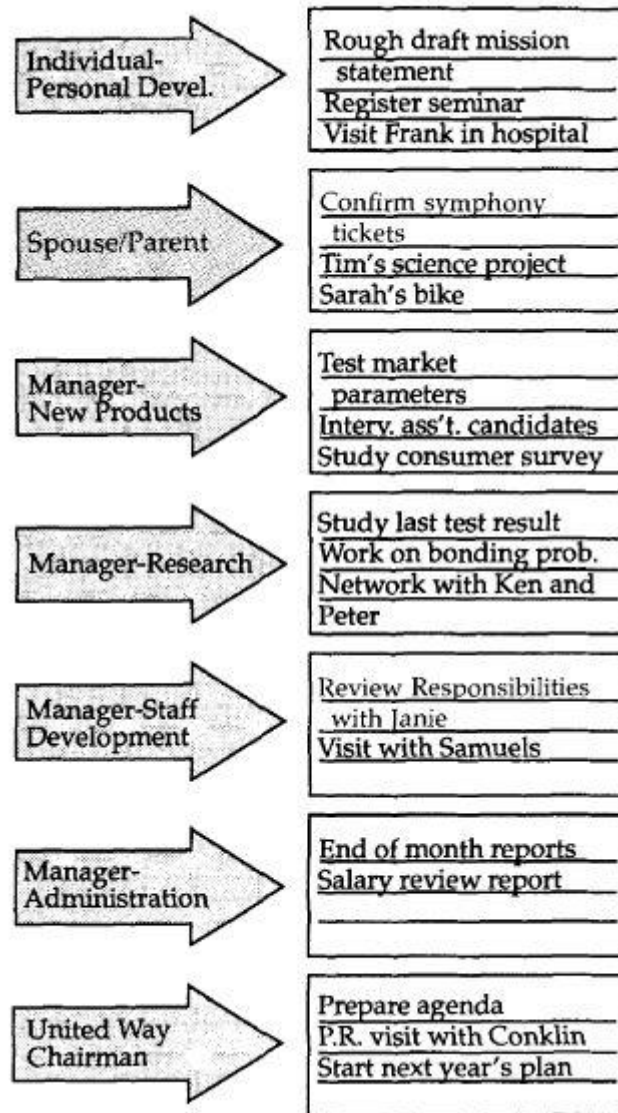 Individual-
Personal Devel.
Rough draft mission
statement
Register seminar
Visit Frank in hospital
Spouse/Parent
Confirm symphony
tickets
Tim's science project
Sarah's bike
Manager-
New Products
Test market
parameters
Interv. ass't. candidates
Study consumer survey
Manager-Research
Study last test result
Work on bonding prob.
Network with Ken and
Peter
Manager-Staff
Development
Review Responsibilities
with Janie
Visit with Samuels
Manager-
Administration
End of month reports
Salary review report
United Way
Chairman
Prepare agenda
P.R. visit with Conklin
Start next year's plan